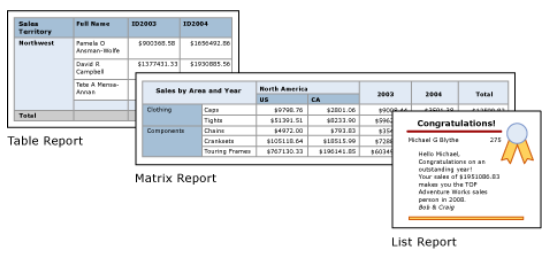 Sales Territory Full Name ID2003 ID2004
Northwest Pamela O Ansman-Wolfe $900368.58 $1656492.86
David R Campbell $1377431.33 $1930885.56
Tete A Mensa-Annan
Total
Table Report
Sales by Area and Year North America 2003 2004 Total
US CA
Clothing Caps $9798.76 $2801.06
Tights $51391.51 $8233.90
Components Chains $4972.00 $793.83
Cranksets $105118.64 $18515.99
Touring Frames $767130.33 $196141.85
Matrix Report
Congratulations!
Michael G Blythe 275
Hello Michael,
Congratulations on an
outstanding year!
Your sales of $1951086.83
makes you the TOP
Adventure Works sales
person in 2008.
Bob & Craig
List Report